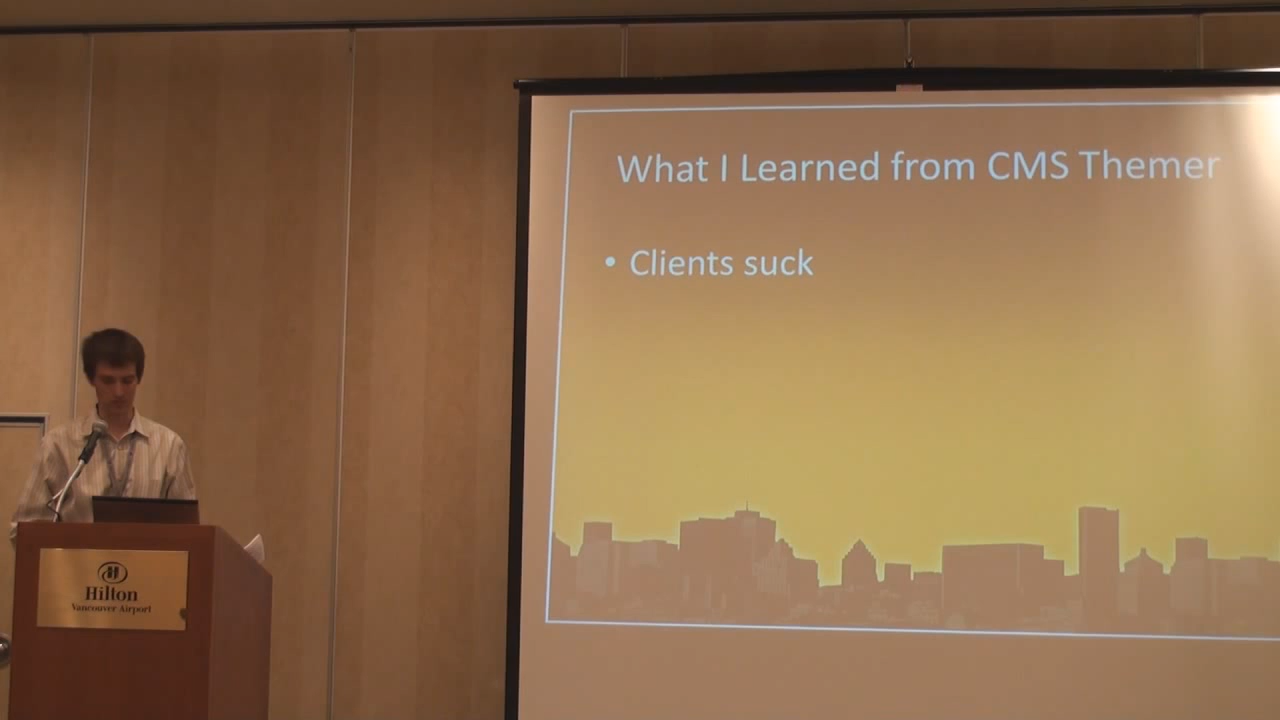 What I Learned from CMS Themer
• Clients suck
Hilton
Vancouver Airport